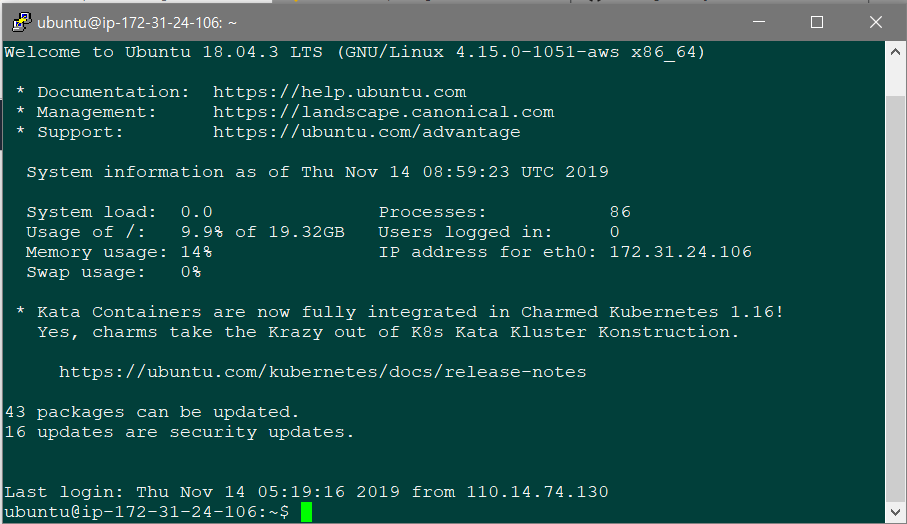 ubuntu@ip-172-31-24-106: ~
Welcome to Ubuntu 18.04.3 LTS (GNU/Linux 4.15.0-1051-aws x86_64)
* Documentation:  https://help.ubuntu.com
* Management:     https://landscape.canonical.com
* Support:        https://ubuntu.com/advantage
System information as of Thu Nov 14 08:59:23 UTC 2019
System load:  0.0               Processes:           86
Usage of /:   9.9% of 19.32GB   Users logged in:     0
Memory usage: 14%               IP address for eth0: 172.31.24.106
Swap usage:   0%
* Kata Containers are now fully integrated in Charmed Kubernetes 1.16!
Yes, charms take the Krazy out of K8s Kata Kluster Konstruction.
https://ubuntu.com/kubernetes/docs/release-notes
43 packages can be updated.
16 updates are security updates.
Last login: Thu Nov 14 05:19:16 2019 from 110.14.74.130
ubuntu@ip-172-31-24-106:~$